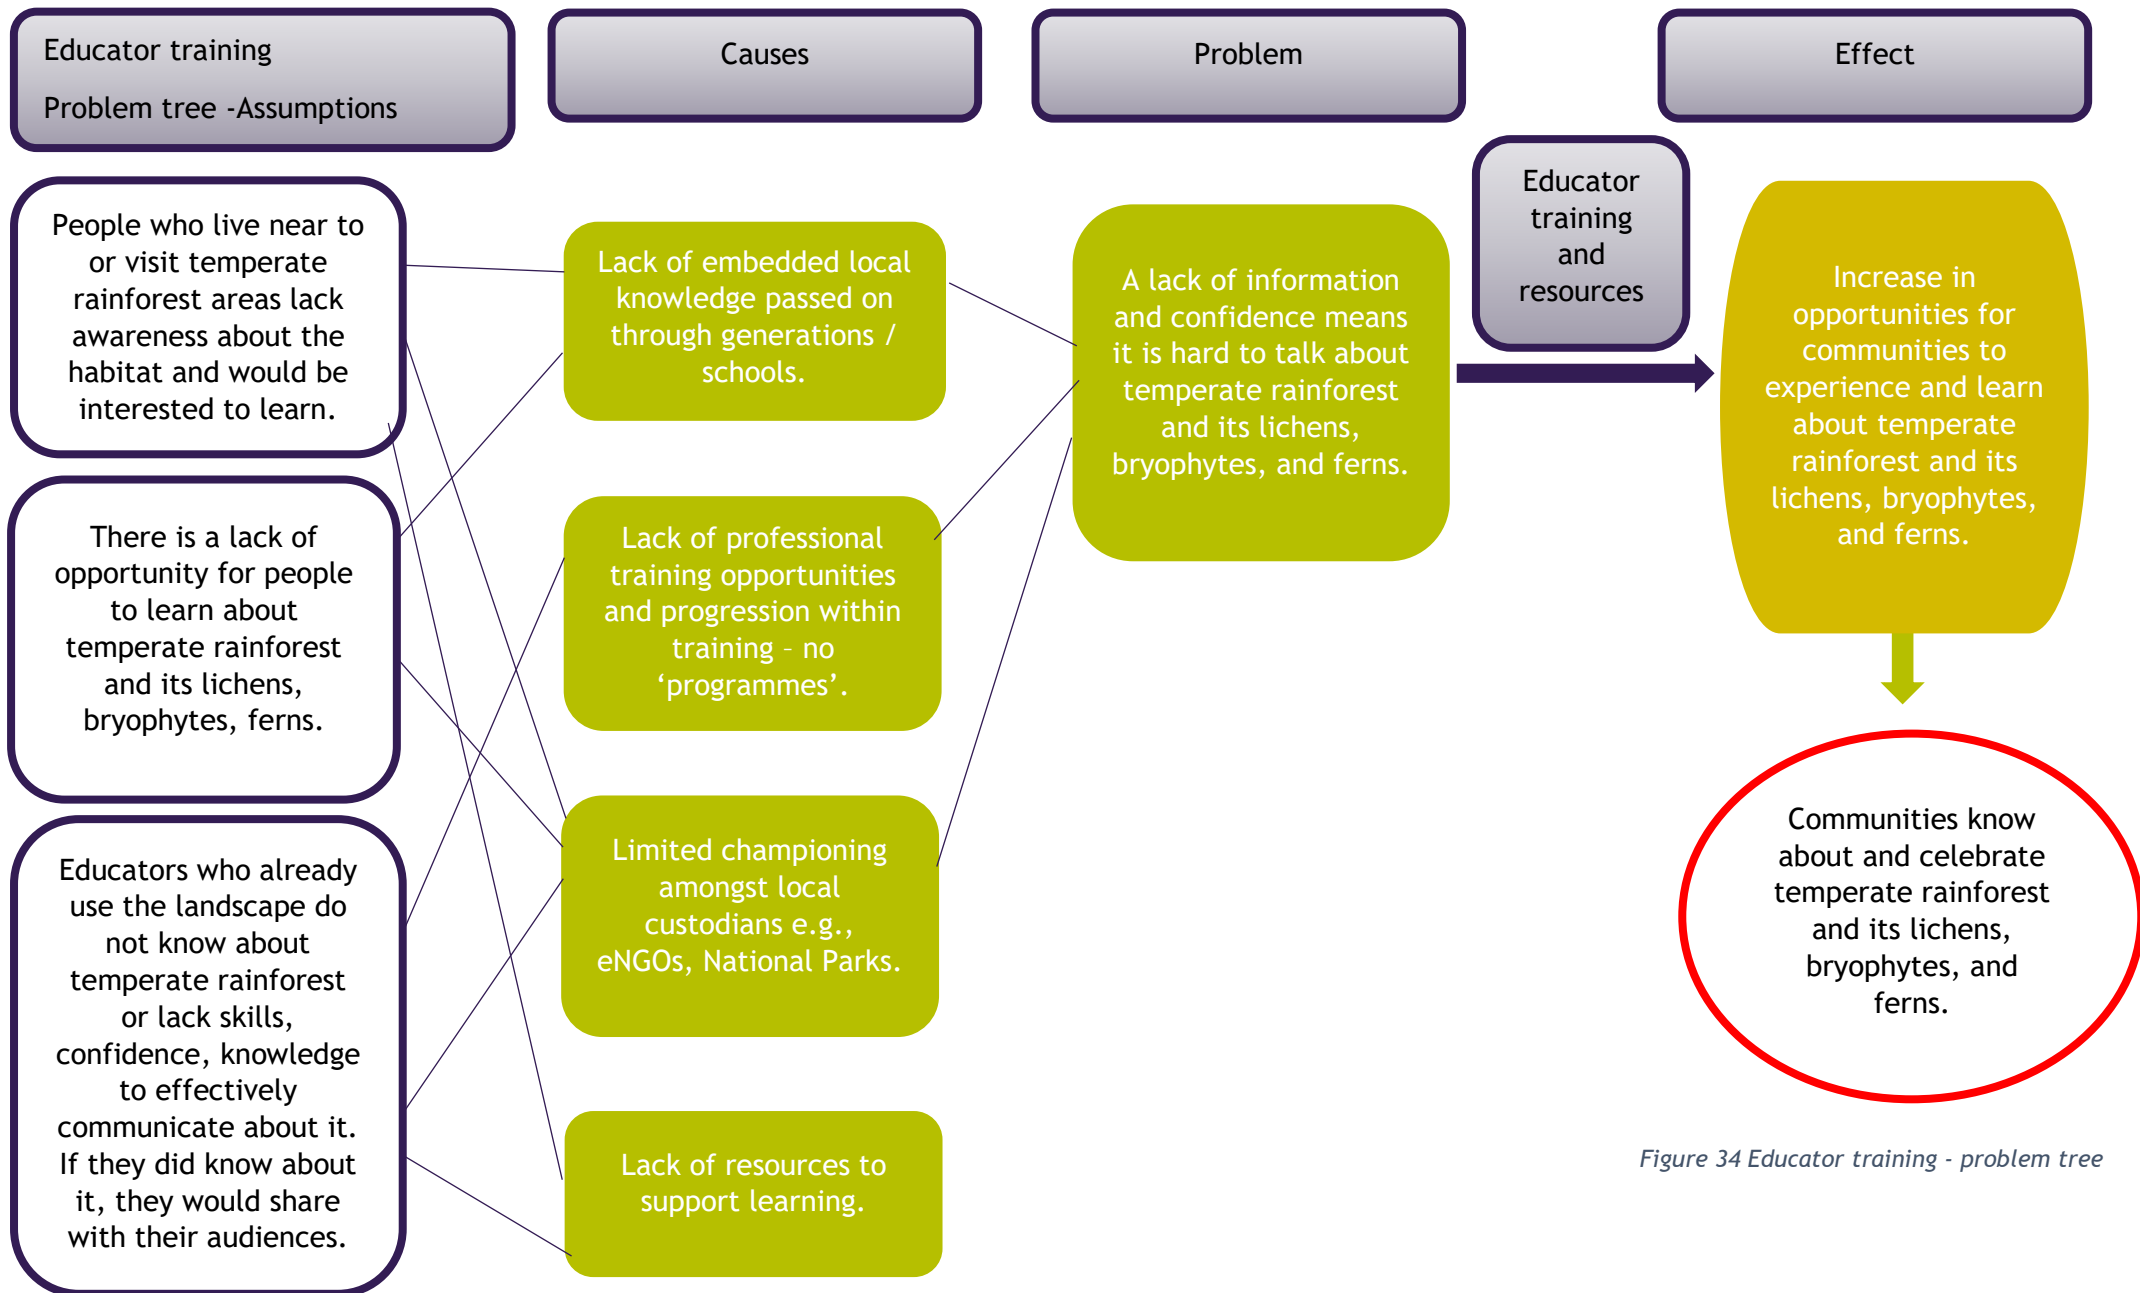 Educator training
Problem tree -Assumptions
Causes
Problem
Effect
People who live near to
or visit temperate
rainforest areas lack
awareness about the
habitat and would be
interested to learn.
There is a lack of
opportunity for people
to learn about
temperate rainforest
and its lichens,
bryophytes, ferns.
Educators who already
use the landscape do
not know about
temperate rainforest
or lack skills,
confidence, knowledge
to effectively
communicate about it.
If they did know about
it, they would share
with their audiences.
Lack of embedded local
knowledge passed on
through generations /
schools.
Lack of professional
training opportunities
and progression within
training – no
‘programmes’.
Limited championing
amongst local
custodians e.g.,
eNGOs, National Parks.
Lack of resources to
support learning.
A lack of information
and confidence means
it is hard to talk about
temperate rainforest
and its lichens,
bryophytes, and ferns.
Educator
training
and
resources
Increase in
opportunities for
communities to
experience and learn
about temperate
rainforest and its
lichens, bryophytes,
and ferns.
Communities know
about and celebrate
temperate rainforest
and its lichens,
bryophytes, and
ferns.
Figure 34 Educator training - problem tree